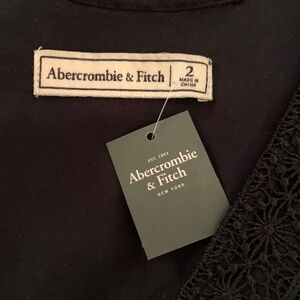 Abercrombie & Fitch
2
MADE IN
CHINA
EST. 1892
Abercrombie
& Fitch
NEW YORK